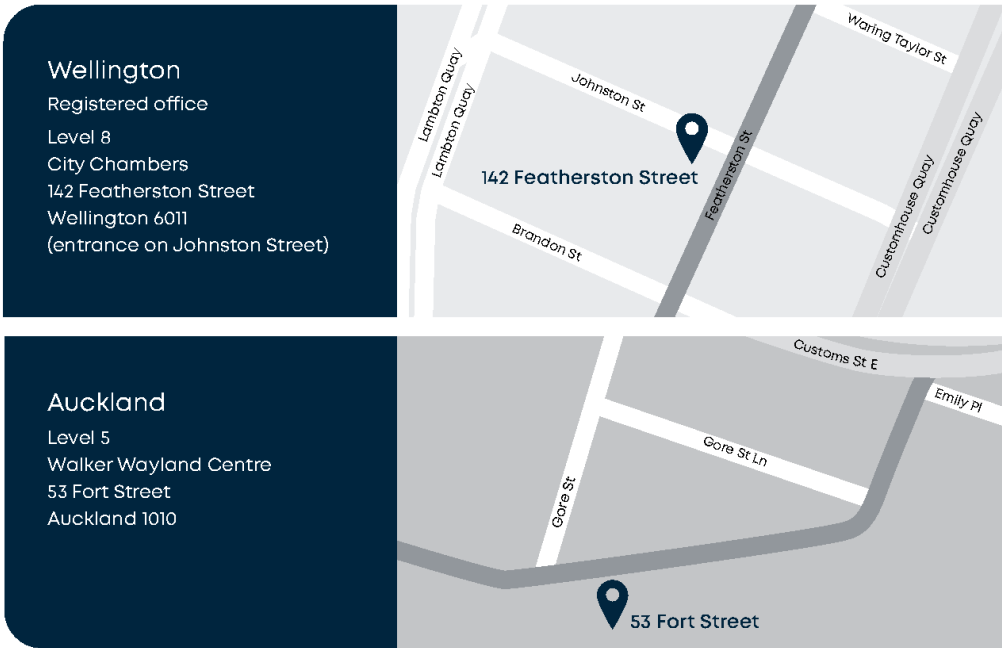 Wellington
Registered office
Level 8
City Chambers
142 Featherston Street
Wellington 6011
(entrance on Johnston Street)
Lambton Quay
Lambton Quay
Johnston St
Waring Taylor St
142 Featherston Street
Featherston St
Brandon St
Customhouse Quay
Customhouse Quay
Auckland
Level 5
Walker Wayland Centre
53 Fort Street
Auckland 1010
Customs St E
Emily Pl
Gore St Ln
Gore St
53 Fort Street